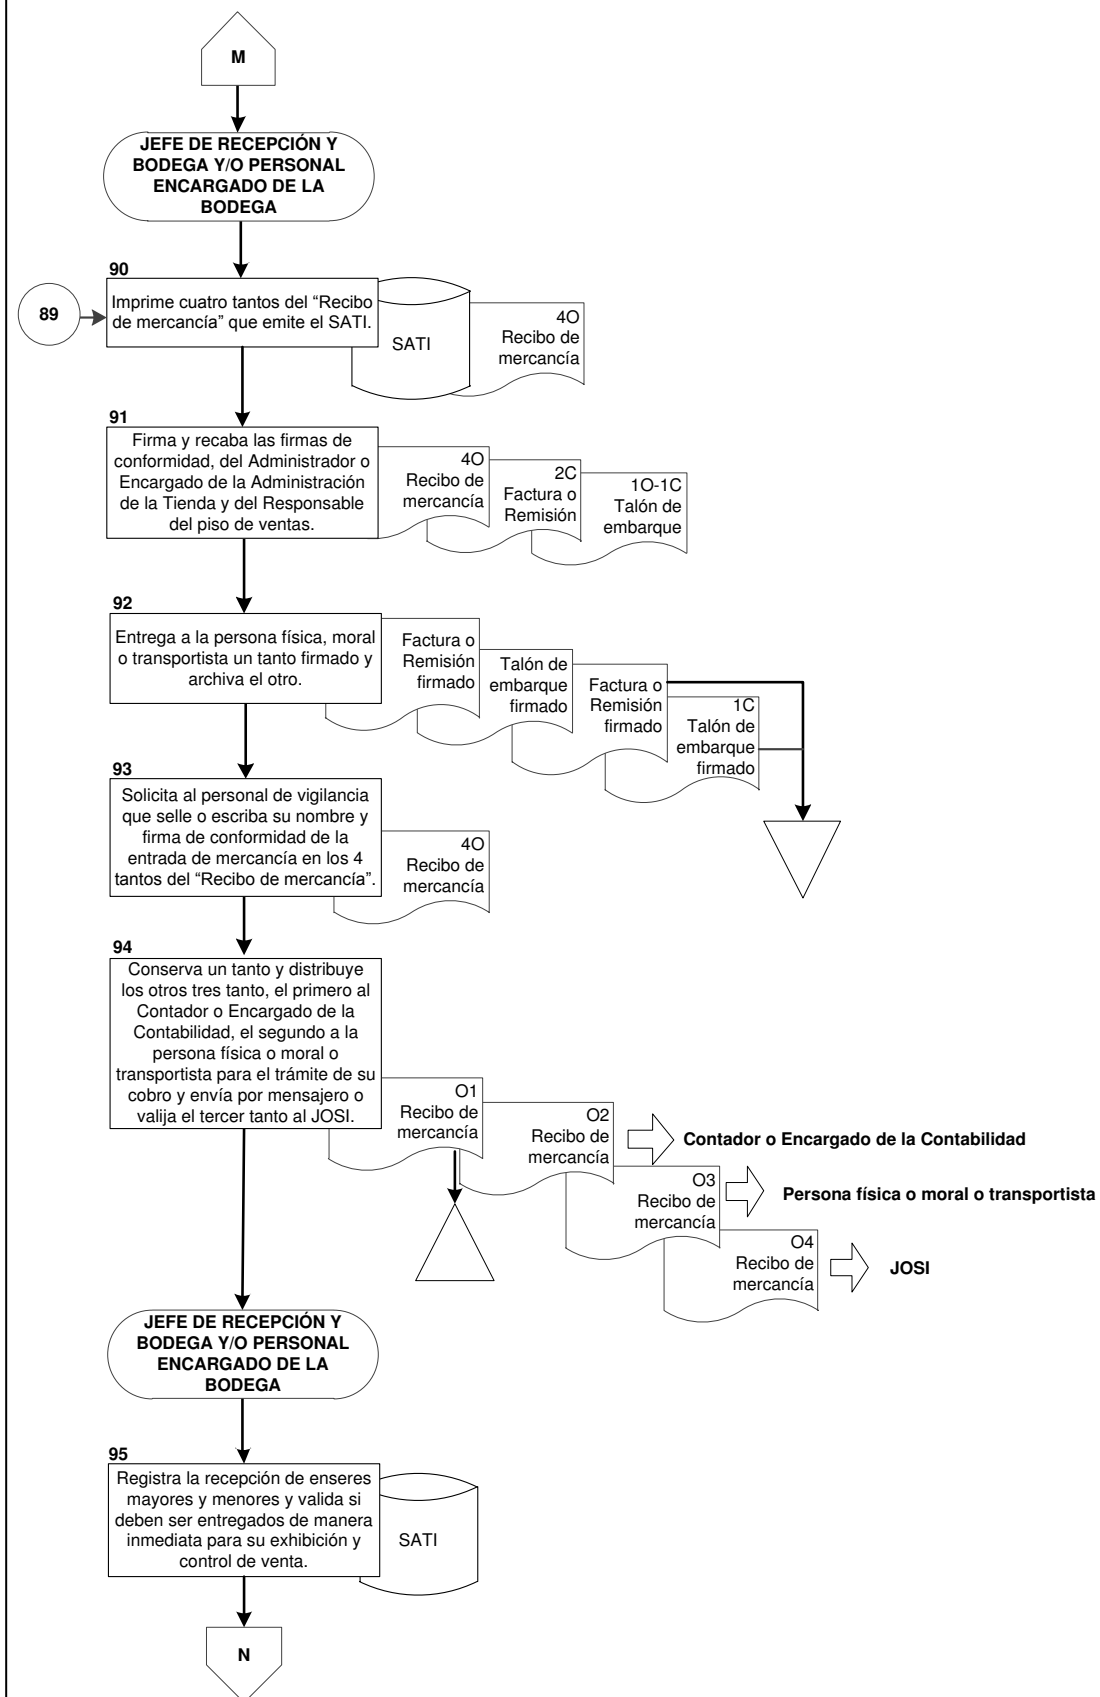 M
JEFE DE RECEPCIÓN Y
BODEGA Y/O PERSONAL
ENCARGADO DE LA
BODEGA
90
89
Imprime cuatro tantos del “Recibo
de mercancía” que emite el SATI.
SATI
4O
Recibo de
mercancía
91
Firma y recaba las firmas de
conformidad, del Administrador o
Encargado de la Administración
de la Tienda y del Responsable
del piso de ventas.
4O
Recibo de
mercancía
2C
Factura o
Remisión
1O-1C
Talón de
embarque
92
Entrega a la persona física, moral
o transportista un tanto firmado y
archiva el otro.
Factura o
Remisión
firmado
Talón de
embarque
firmado
Factura o
Remisión
firmado
1C
Talón de
embarque
firmado
93
Solicita al personal de vigilancia
que selle o escriba su nombre y
firma de conformidad de la
entrada de mercancía en los 4
tantos del “Recibo de mercancía”.
4O
Recibo de
mercancía
94
Conserva un tanto y distribuye
los otros tres tanto, el primero al
Contador o Encargado de la
Contabilidad, el segundo a la
persona física o moral o
transportista para el trámite de su
cobro y envía por mensajero o
valija el tercer tanto al JOSI.
O1
Recibo de
mercancía
O2
Recibo de
mercancía
Contador o Encargado de la Contabilidad
O3
Recibo de
mercancía
Persona física o moral o transportista
O4
Recibo de
mercancía
JOSI
JEFE DE RECEPCIÓN Y
BODEGA Y/O PERSONAL
ENCARGADO DE LA
BODEGA
95
Registra la recepción de enseres
mayores y menores y valida si
deben ser entregados de manera
inmediata para su exhibición y
control de venta.
SATI
N